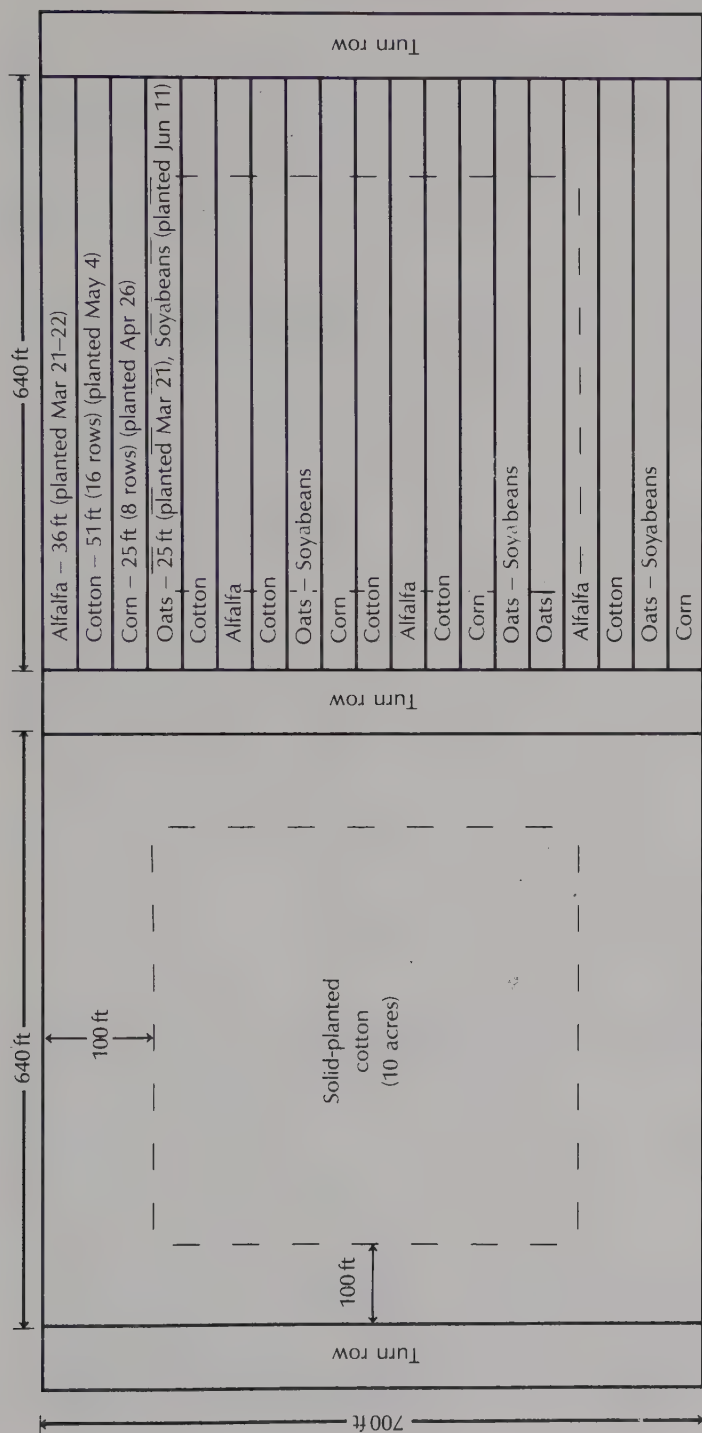 640 ft
640 ft
700 ft
Turn row
100 ft
100 ft
Solid-planted
cotton
(10 acres)
Turn row
Alfalfa – 36 ft (planted Mar 21–22)
Cotton – 51 ft (16 rows) (planted May 4)
Corn – 25 ft (8 rows) (planted Apr 26)
Oats – 25 ft (planted Mar 21), Soyabeans (planted Jun 11)
Cotton
Alfalfa
Cotton
Oats – Soyabeans
Corn
Cotton
Alfalfa
Cotton
Corn
Oats – Soyabeans
Oats
Alfalfa
Cotton
Oats – Soyabeans
Corn
Turn row